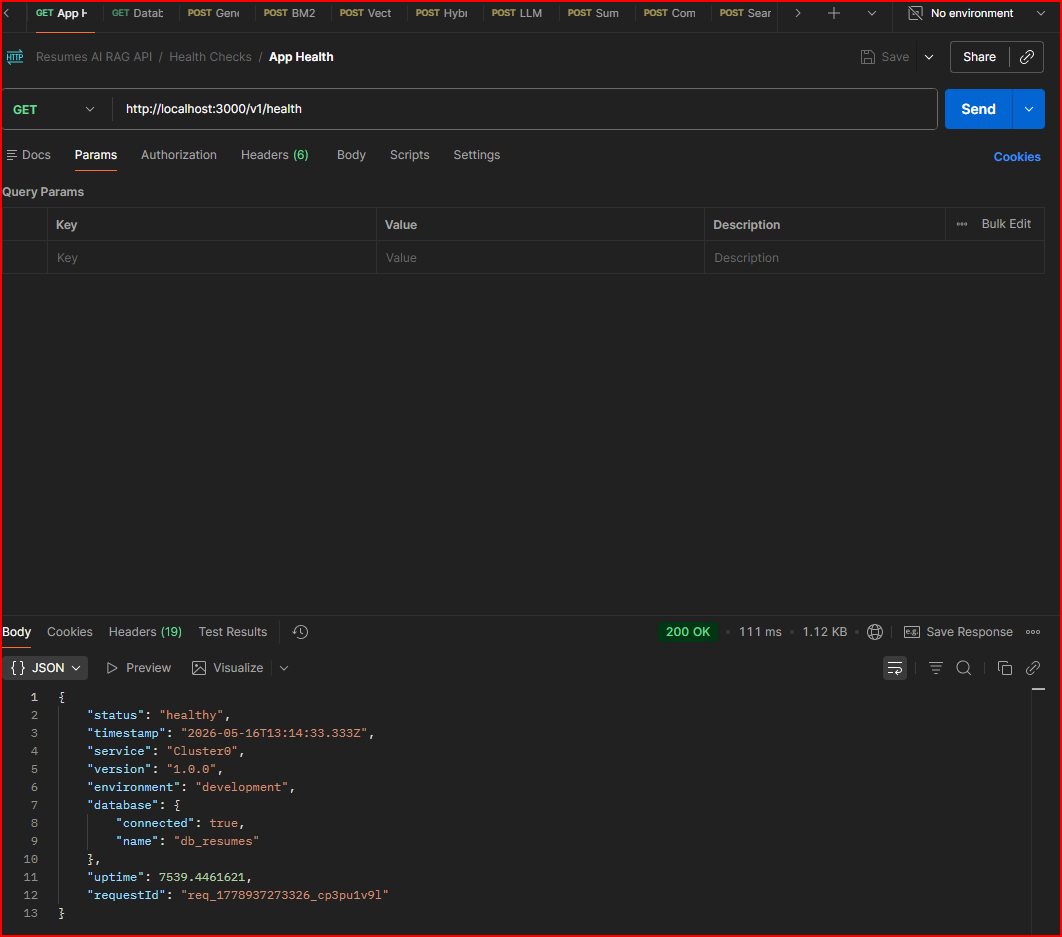 GET App H GET Datab POST Gene POST BM2 POST Vect POST Hybr POST LLM POST Sum POST Com POST Sear No environment
HTTP Resumes AI RAG API / Health Checks / App Health Save Share
GET http://localhost:3000/v1/health Send
Docs Params Authorization Headers (6) Body Scripts Settings Cookies
Query Params
Key Value Description ••• Bulk Edit
Key Value Description
Body Cookies Headers (19) Test Results 200 OK • 111 ms • 1.12 KB • e.g. Save Response
{} JSON Preview Visualize
1 {
2 "status": "healthy",
3 "timestamp": "2026-05-16T13:14:33.333Z",
4 "service": "Cluster0",
5 "version": "1.0.0",
6 "environment": "development",
7 "database": {
8 "connected": true,
9 "name": "db_resumes"
10 },
11 "uptime": 7539.4461621,
12 "requestId": "req_1778937273326_cp3pu1v9l"
13 }